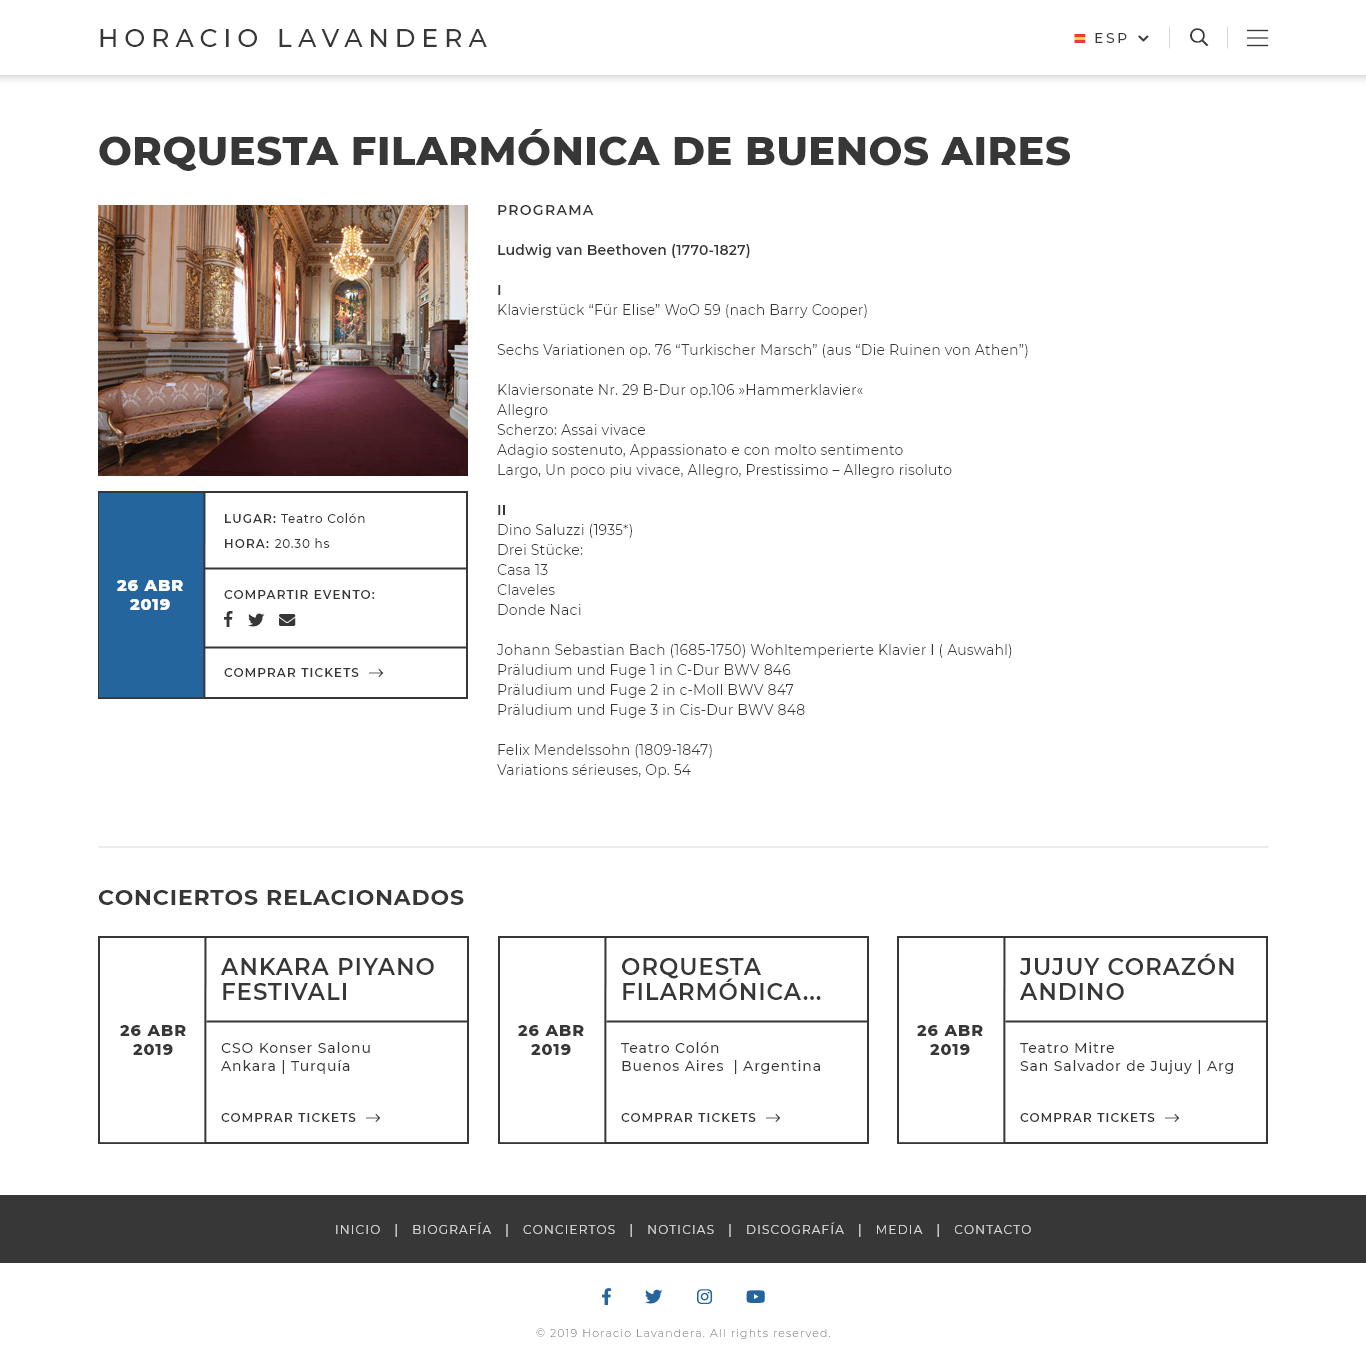 HORACIO LAVANDERA
ESP
ORQUESTA FILARMÓNICA DE BUENOS AIRES
PROGRAMA
Ludwig van Beethoven (1770-1827)
I
Klavierstück “Für Elise” WoO 59 (nach Barry Cooper)
Sechs Variationen op. 76 “Turkischer Marsch” (aus “Die Ruinen von Athen”)
Klaviersonate Nr. 29 B-Dur op.106 »Hammerklavier«
Allegro
Scherzo: Assai vivace
Adagio sostenuto, Appassionato e con molto sentimento
Largo, Un poco piu vivace, Allegro, Prestissimo – Allegro risoluto
II
Dino Saluzzi (1935*)
Drei Stücke:
Casa 13
Claveles
Donde Naci
Johann Sebastian Bach (1685-1750) Wohltemperierte Klavier I ( Auswahl)
Präludium und Fuge 1 in C-Dur BWV 846
Präludium und Fuge 2 in c-Moll BWV 847
Präludium und Fuge 3 in Cis-Dur BWV 848
Felix Mendelssohn (1809-1847)
Variations sérieuses, Op. 54
26 ABR
2019
LUGAR: Teatro Colón
HORA: 20.30 hs
COMPARTIR EVENTO:
COMPRAR TICKETS
CONCIERTOS RELACIONADOS
26 ABR
2019
ANKARA PIYANO
FESTIVALI
CSO Konser Salonu
Ankara | Turquía
COMPRAR TICKETS
26 ABR
2019
ORQUESTA
FILARMÓNICA...
Teatro Colón
Buenos Aires | Argentina
COMPRAR TICKETS
26 ABR
2019
JUJUY CORAZÓN
ANDINO
Teatro Mitre
San Salvador de Jujuy | Arg
COMPRAR TICKETS
INICIO | BIOGRAFÍA | CONCIERTOS | NOTICIAS | DISCOGRAFÍA | MEDIA | CONTACTO
© 2019 Horacio Lavandera. All rights reserved.